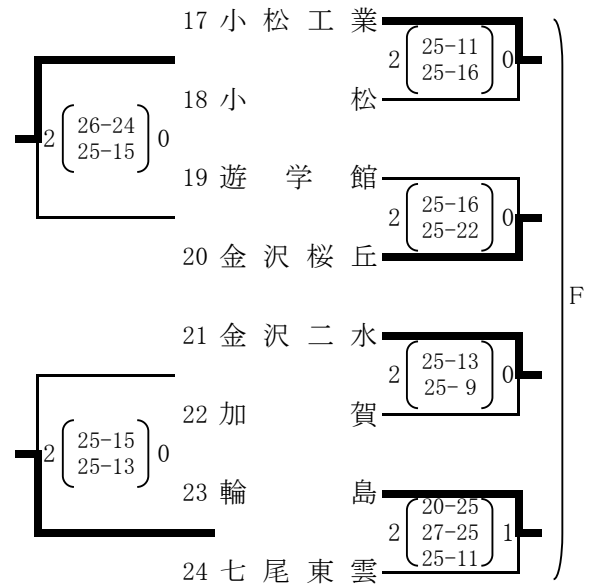 17 小松工業
2 25-11 0
25-16
18 小松
2 26-24 0
25-15
19 遊学館
2 25-16 0
25-22
20 金沢桜丘
F
21 金沢二水
2 25-13 0
25- 9
22 加賀
2 25-15 0
25-13
23 輪島
20-25
2 27-25 1
25-11
24 七尾東雲